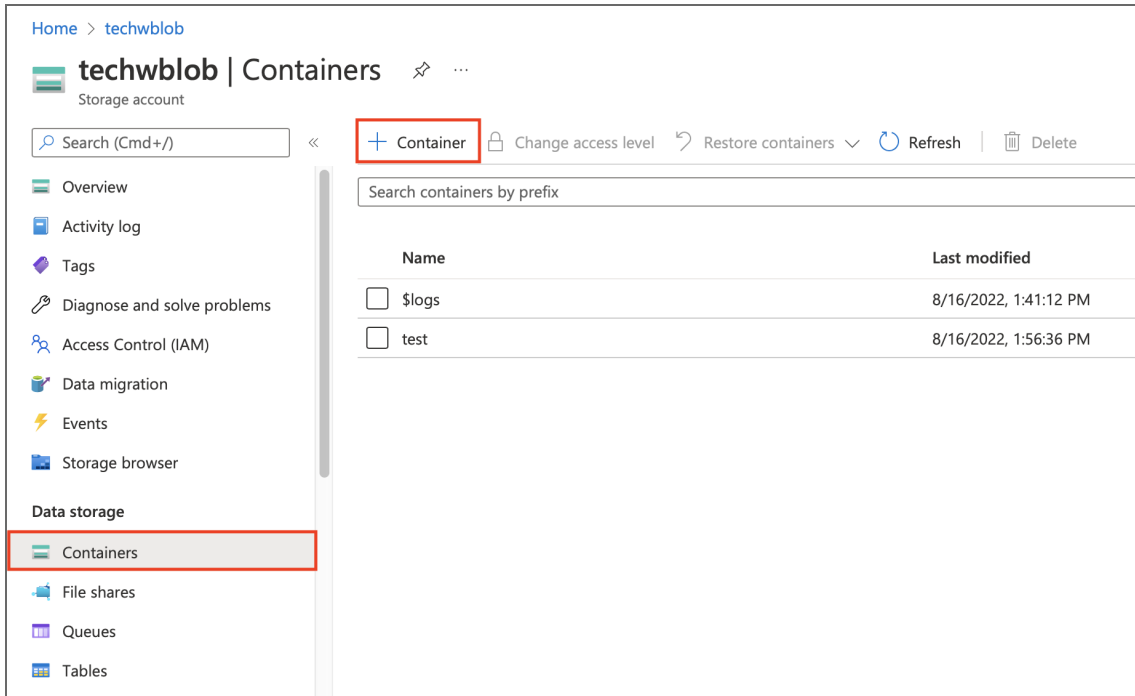 Home > techwblob
techwblob | Containers ...
Storage account
Search (Cmd+/) «
Overview
Activity log
Tags
Diagnose and solve problems
Access Control (IAM)
Data migration
Events
Storage browser
Data storage
Containers
File shares
Queues
Tables
+ Container Change access level Restore containers Refresh Delete
Search containers by prefix
Name Last modified
$logs 8/16/2022, 1:41:12 PM
test 8/16/2022, 1:56:36 PM